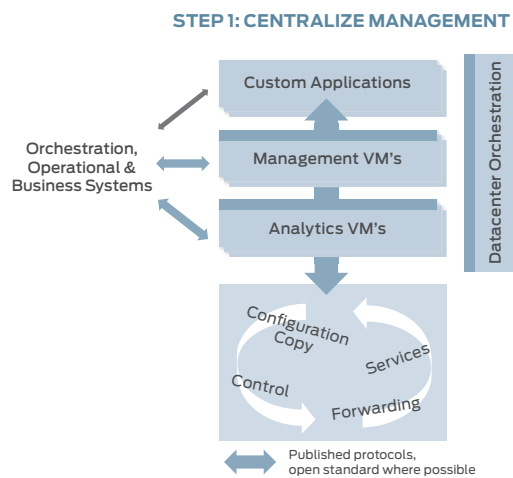 STEP 1: CENTRALIZE MANAGEMENT
Custom Applications
Management VM's
Analytics VM's
Orchestration,
Operational &
Business Systems
Datacenter Orchestration
Configuration
Copy
Services
Control
Forwarding
Published protocols,
open standard where possible